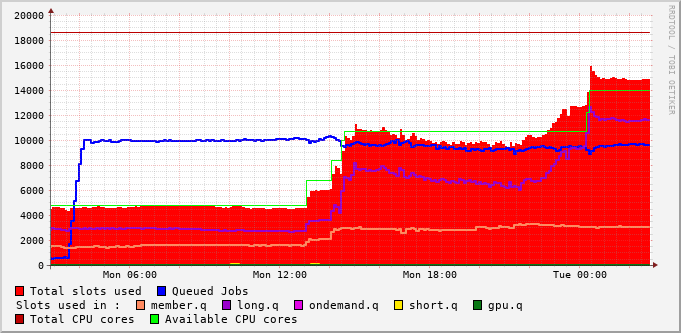 20000
18000
16000
14000
12000
10000
8000
6000
4000
2000
0
Mon 06:00 Mon 12:00 Mon 18:00 Tue 00:00
Total slots used Queued Jobs
Slots used in : member.q long.q ondemand.q short.q gpu.q
Total CPU cores Available CPU cores
RRDTOOL / TOBI OETIKER